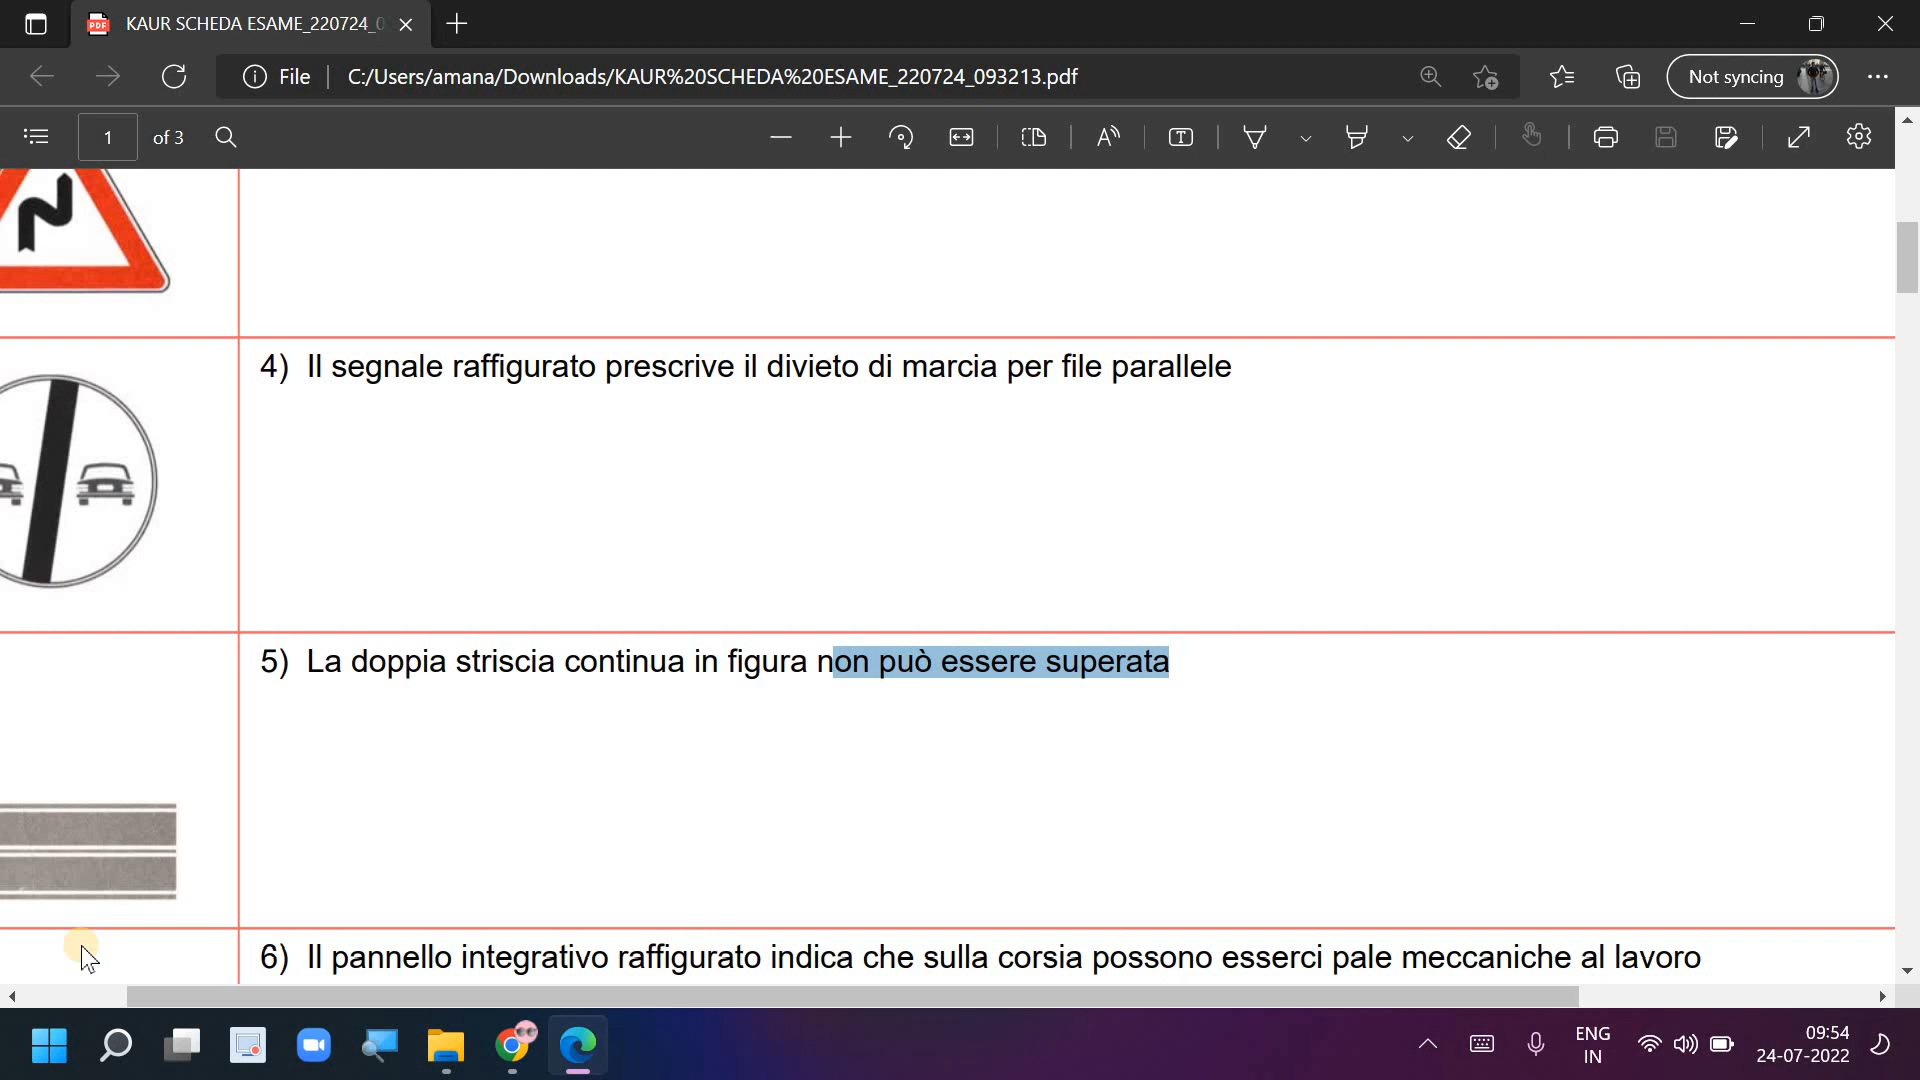 KAUR SCHEDA ESAME_220724_0
File
C:/Users/amana/Downloads/KAUR%20SCHEDA%20ESAME_220724_093213.pdf
Not syncing
1 of 3
4) Il segnale raffigurato prescrive il divieto di marcia per file parallele
5) La doppia striscia continua in figura non può essere superata
6) Il pannello integrativo raffigurato indica che sulla corsia possono esserci pale meccaniche al lavoro
ENG
IN
09:54
24-07-2022